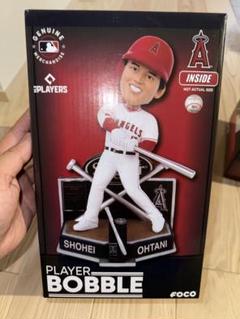 GENUINE
MERCHANDISE
PLAYERS
A
INSIDE
NOT ACTUAL SIZE
ANGELS
SHOHEI OHTANI
PLAYER
BOBBLE
FOCO